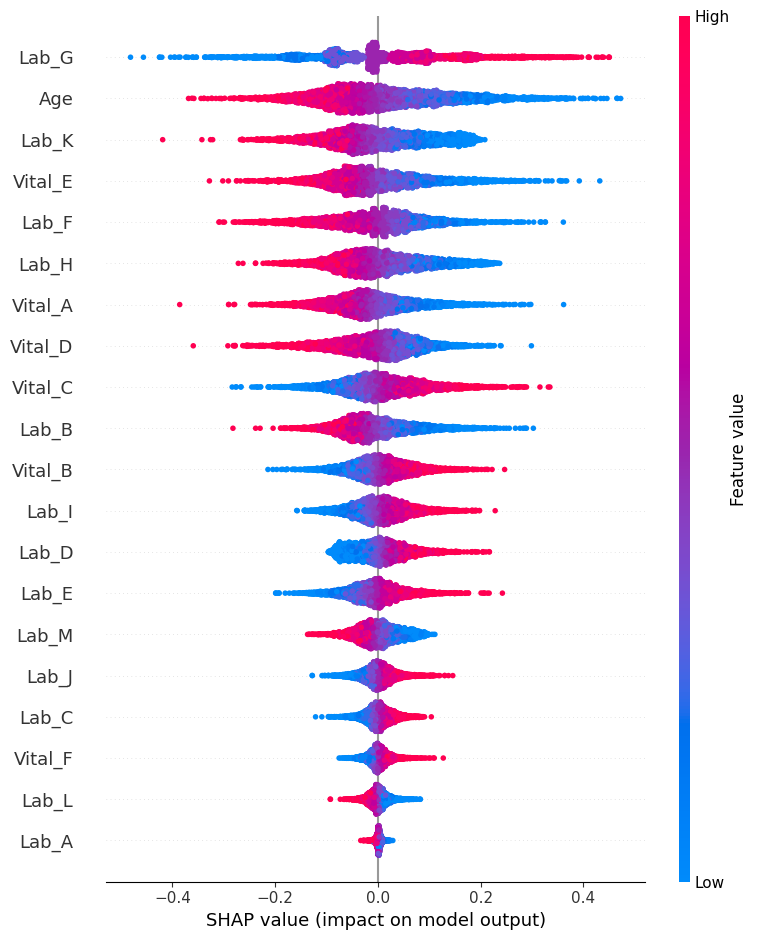 High
Lab_G
Age
Lab_K
Vital_E
Lab_F
Lab_H
Vital_A
Vital_D
Vital_C
Lab_B
Vital_B
Lab_I
Lab_D
Lab_E
Lab_M
Lab_J
Lab_C
Vital_F
Lab_L
Lab_A
Feature value
Low
−0.4 −0.2 0.0 0.2 0.4
SHAP value (impact on model output)